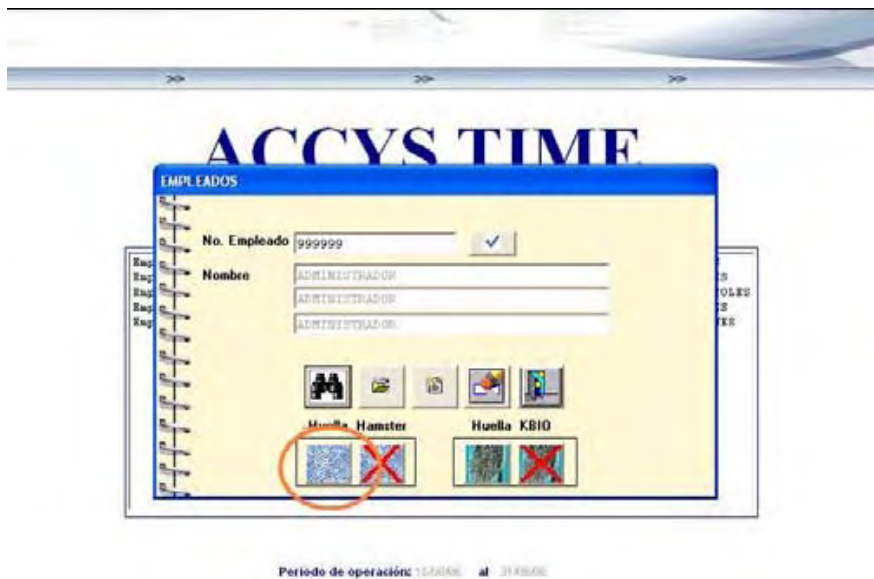 >> >> >>
ACCYS TIME
EMPLEADOS
No. Empleado 999999
Nombre ADMINISTRADOR
ADMINISTRADOR
ADMINISTRADOR
Huella Hamster Huella KBIO
Periodo de operación: al